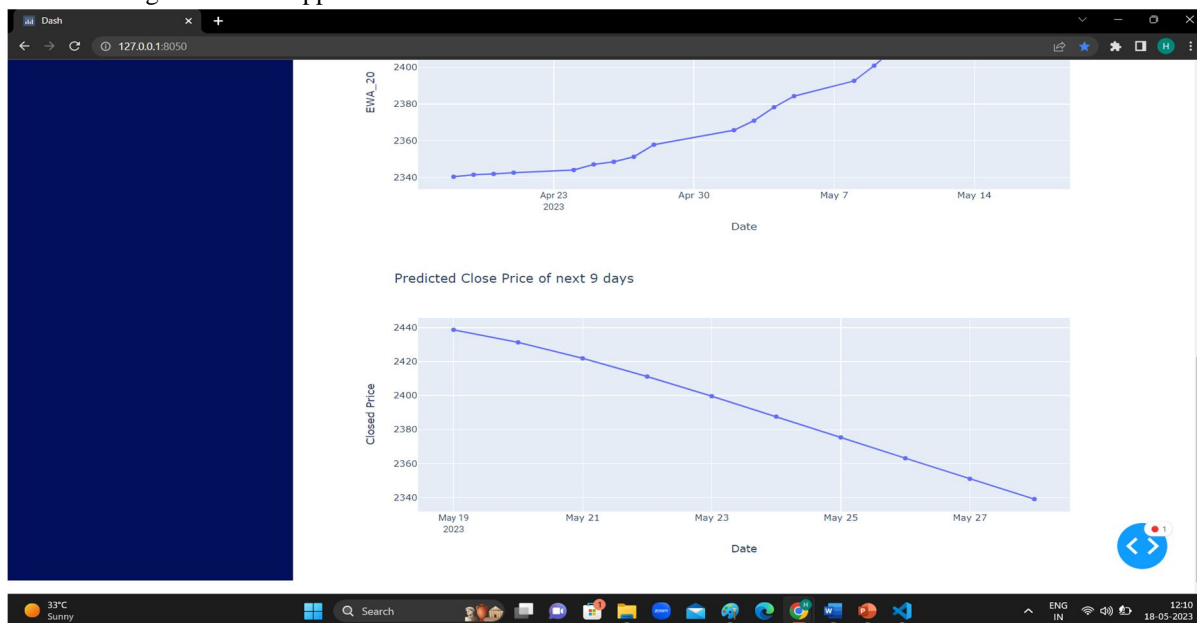 Dash
127.0.0.1:8050
H
EWA_20
2400
2380
2360
2340
Apr 23
2023
Apr 30
May 7
May 14
Date
Predicted Close Price of next 9 days
Closed Price
2440
2420
2400
2380
2360
2340
May 19
2023
May 21
May 23
May 25
May 27
Date
1
33°C
Sunny
Search
ENG
IN
12:10
18-05-2023